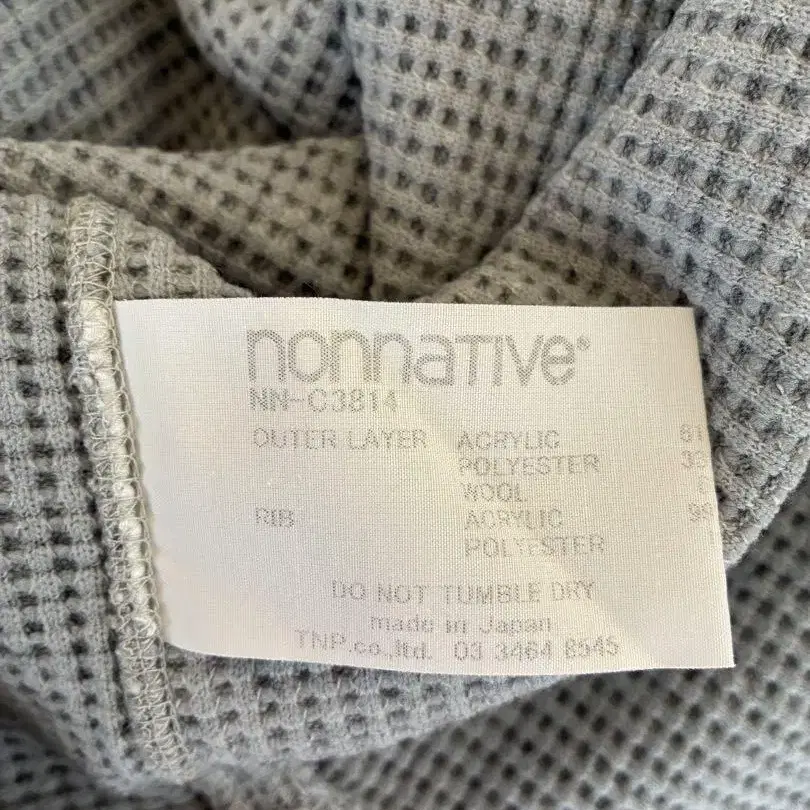 nonnative®
NN-C3814
OUTER LAYER ACRYLIC 61
POLYESTER
WOOL
RIB ACRYLIC
POLYESTER
DO NOT TUMBLE DRY
made in Japan
TNP.co.,ltd. 03 3464 8545